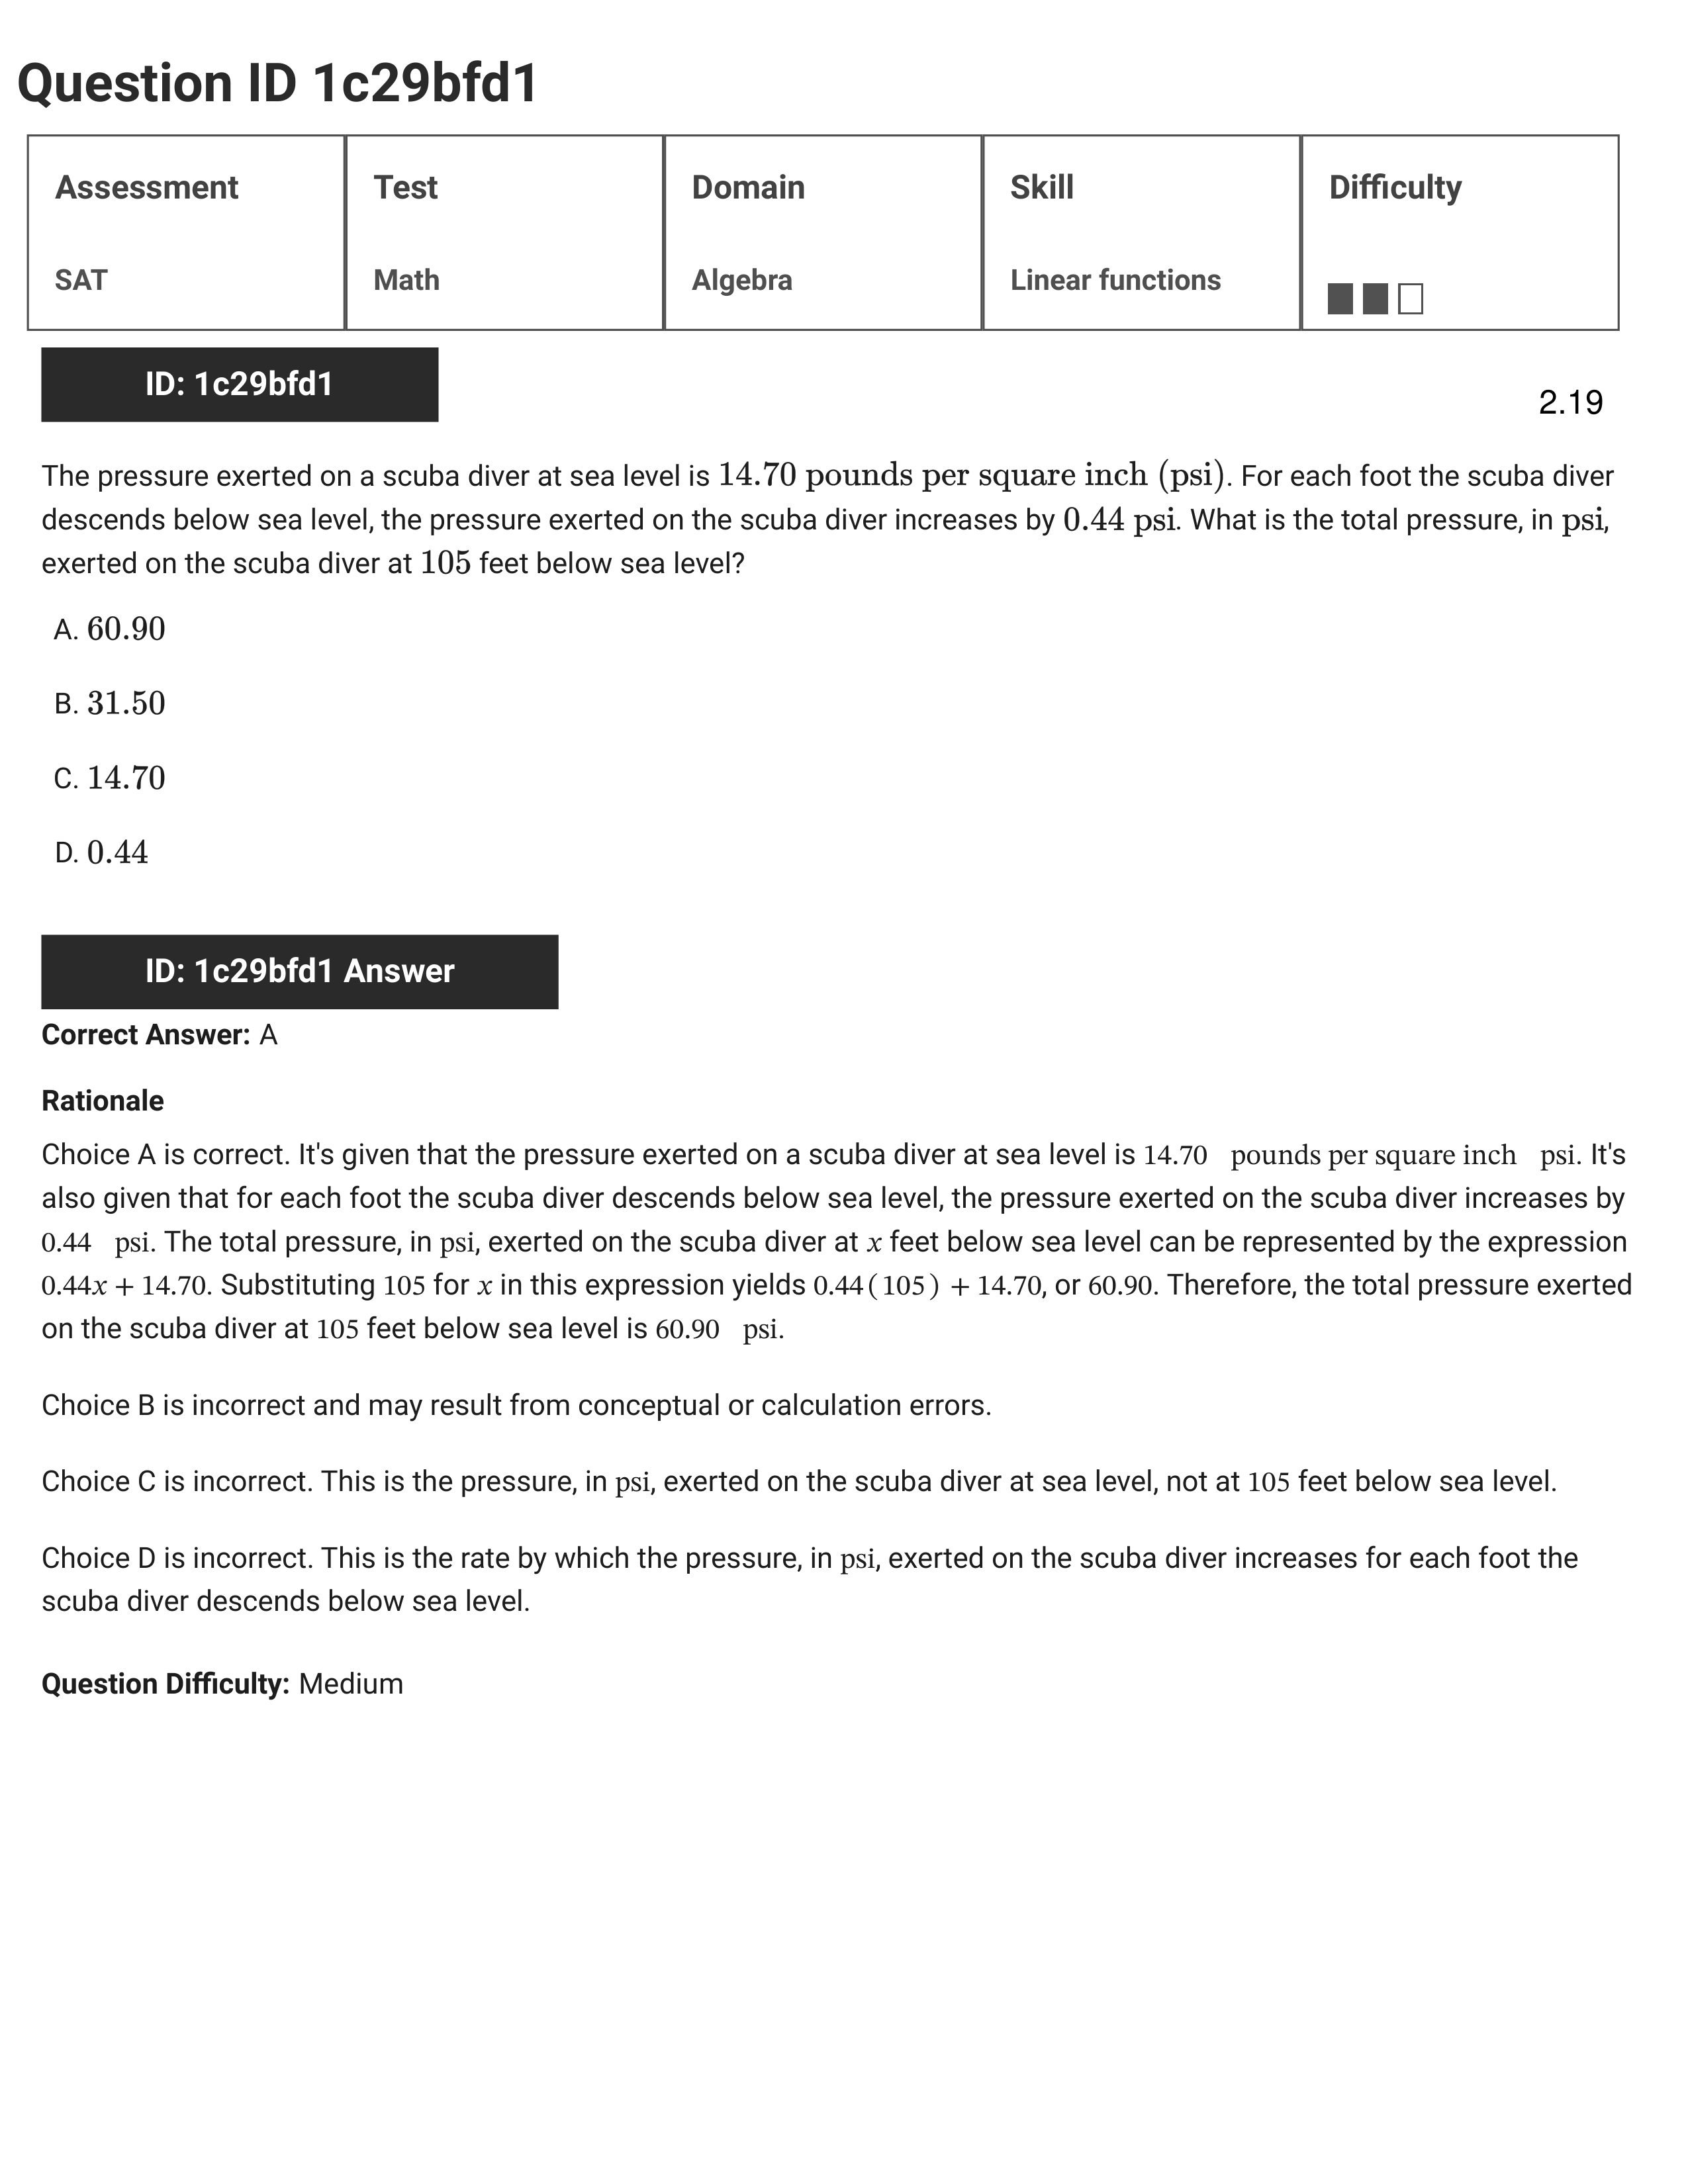 Question ID 1c29bfd1
Assessment
Test
Domain
Skill
Difficulty
SAT
Math
Algebra
Linear functions
ID: 1c29bfd1
2.19
The pressure exerted on a scuba diver at sea level is 14.70 pounds per square inch (psi). For each foot the scuba diver
descends below sea level, the pressure exerted on the scuba diver increases by 0.44 psi. What is the total pressure, in psi,
exerted on the scuba diver at 105 feet below sea level?
A. 60.90
B. 31.50
C. 14.70
D. 0.44
ID: 1c29bfd1 Answer
Correct Answer: A
Rationale
Choice A is correct. It's given that the pressure exerted on a scuba diver at sea level is 14.70 pounds per square inch psi. It's
also given that for each foot the scuba diver descends below sea level, the pressure exerted on the scuba diver increases by
0.44 psi. The total pressure, in psi, exerted on the scuba diver at x feet below sea level can be represented by the expression
0.44x + 14.70. Substituting 105 for x in this expression yields 0.44(105) + 14.70, or 60.90. Therefore, the total pressure exerted
on the scuba diver at 105 feet below sea level is 60.90 psi.
Choice B is incorrect and may result from conceptual or calculation errors.
Choice C is incorrect. This is the pressure, in psi, exerted on the scuba diver at sea level, not at 105 feet below sea level.
Choice D is incorrect. This is the rate by which the pressure, in psi, exerted on the scuba diver increases for each foot the
scuba diver descends below sea level.
Question Difficulty: Medium